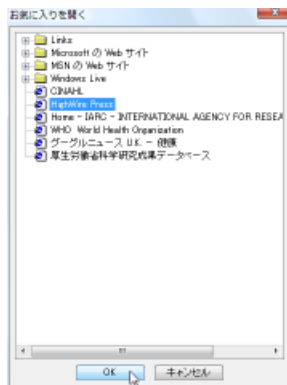 お気に入りを開く
Links
Microsoft の Web サイト
MSN の Web サイト
Windows Live
CINAHL
HighWire Press
Home - IARC - INTERNATIONAL AGENCY FOR RESEA
WHO World Health Organization
グーグルニュース U.K. - 健康
厚生労働省科学研究成果データベース
OK
キャンセル